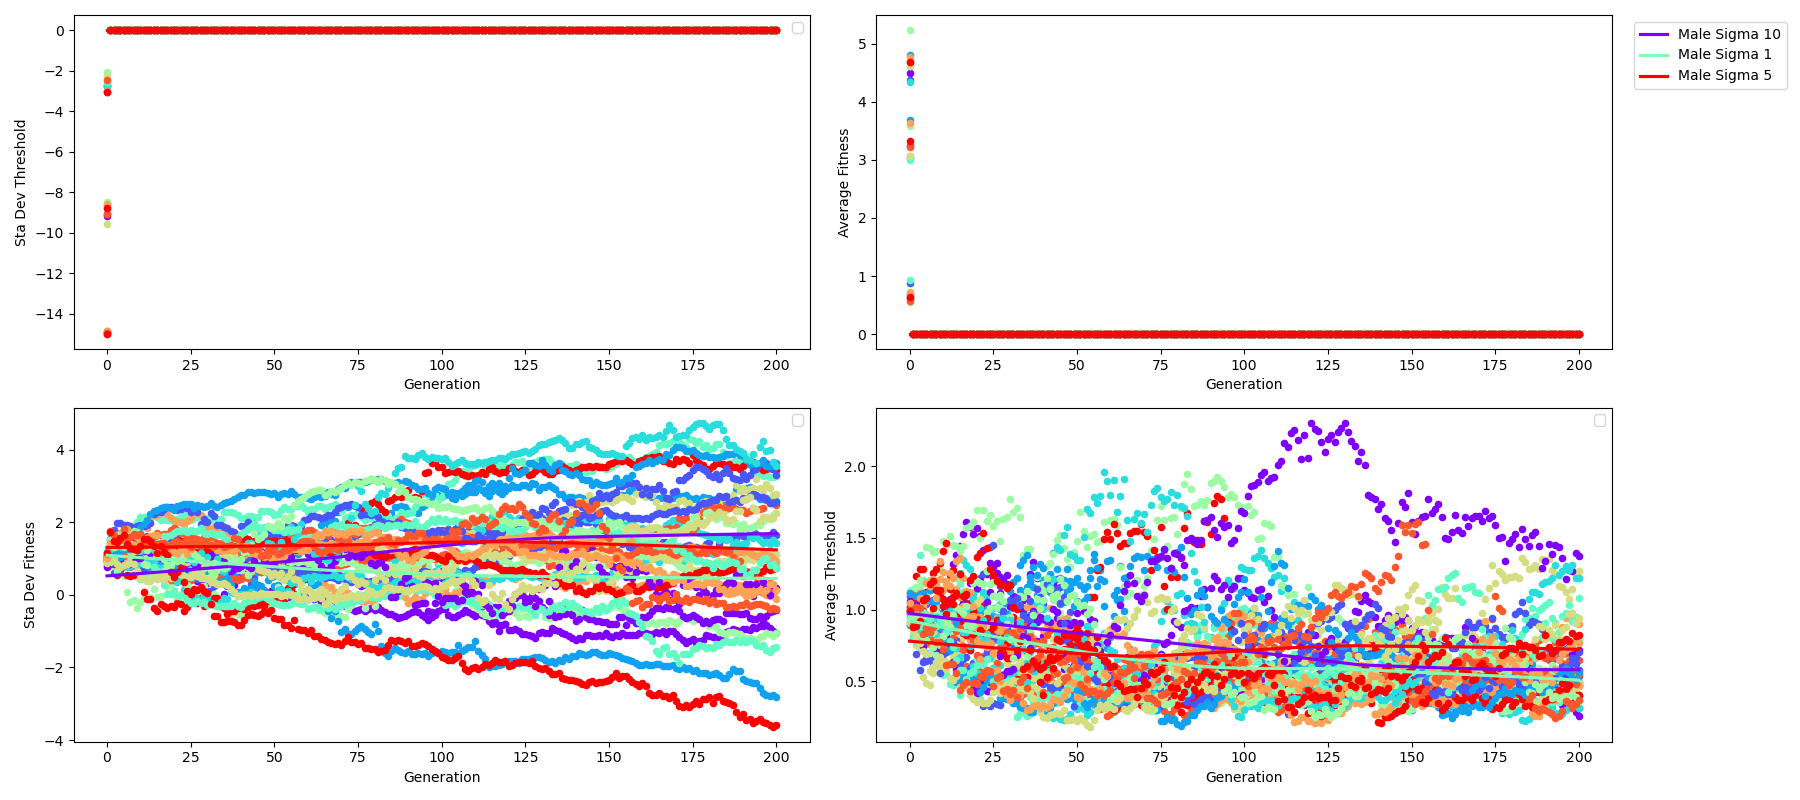 0
−2
−4
−6
−8
−10
−12
−14
Sta Dev Threshold
0 25 50 75 100 125 150 175 200
Generation
5
4
3
2
1
0
Average Fitness
0 25 50 75 100 125 150 175 200
Generation
Male Sigma 10
Male Sigma 1
Male Sigma 5
4
2
0
−2
−4
Sta Dev Fitness
0 25 50 75 100 125 150 175 200
Generation
2.0
1.5
1.0
0.5
Average Threshold
0 25 50 75 100 125 150 175 200
Generation